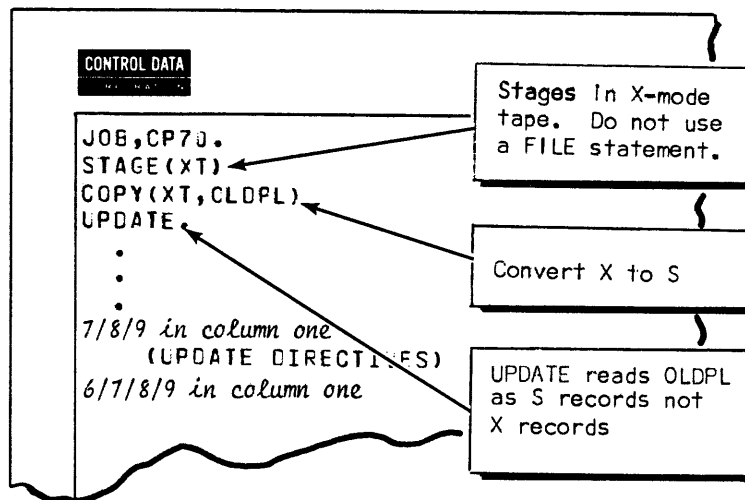 CONTROL DATA
JOB,CP70.
STAGE(XT)
COPY(XT,CLDPL)
UPDATE.
7/8/9 in column one
(UPDATE DIRECTIVES)
6/7/8/9 in column one
Stages in X-mode
tape. Do not use
a FILE statement.
Convert X to S
UPDATE reads OLDPL
as S records not
X records